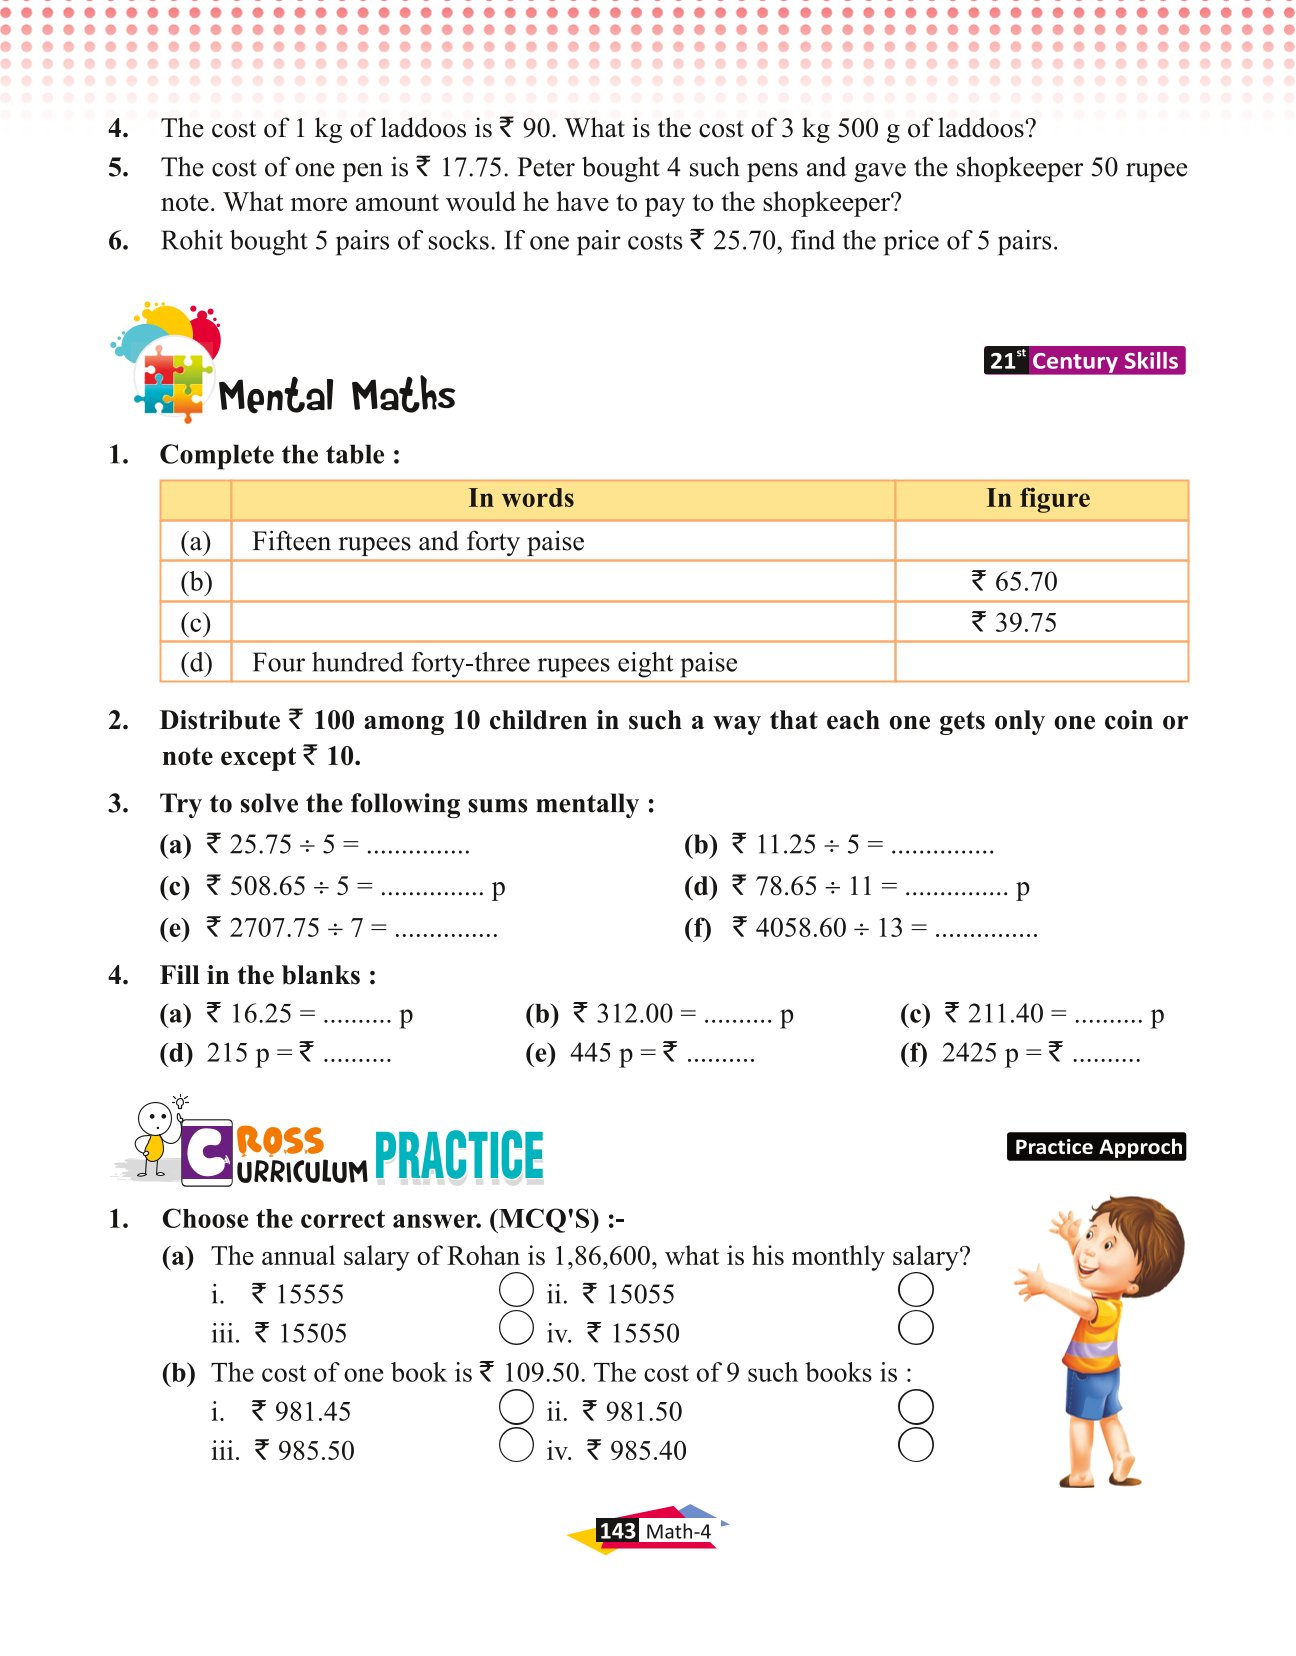 4. The cost of 1 kg of laddoos is ₹ 90. What is the cost of 3 kg 500 g of laddoos?
5. The cost of one pen is ₹ 17.75. Peter bought 4 such pens and gave the shopkeeper 50 rupee
note. What more amount would he have to pay to the shopkeeper?
6. Rohit bought 5 pairs of socks. If one pair costs ₹ 25.70, find the price of 5 pairs.
Mental Maths
21st Century Skills
1. Complete the table :
In words In figure
(a) Fifteen rupees and forty paise
(b) ₹ 65.70
(c) ₹ 39.75
(d) Four hundred forty-three rupees eight paise
2. Distribute ₹ 100 among 10 children in such a way that each one gets only one coin or
note except ₹ 10.
3. Try to solve the following sums mentally :
(a) ₹ 25.75 ÷ 5 = ............... (b) ₹ 11.25 ÷ 5 = ...............
(c) ₹ 508.65 ÷ 5 = ............... p (d) ₹ 78.65 ÷ 11 = ............... p
(e) ₹ 2707.75 ÷ 7 = ............... (f) ₹ 4058.60 ÷ 13 = ...............
4. Fill in the blanks :
(a) ₹ 16.25 = .......... p (b) ₹ 312.00 = .......... p (c) ₹ 211.40 = .......... p
(d) 215 p = ₹ .......... (e) 445 p = ₹ .......... (f) 2425 p = ₹ ..........
CROSS CURRICULUM PRACTICE
Practice Approch
1. Choose the correct answer. (MCQ'S) :-
(a) The annual salary of Rohan is 1,86,600, what is his monthly salary?
i. ₹ 15555 ii. ₹ 15055
iii. ₹ 15505 iv. ₹ 15550
(b) The cost of one book is ₹ 109.50. The cost of 9 such books is :
i. ₹ 981.45 ii. ₹ 981.50
iii. ₹ 985.50 iv. ₹ 985.40
143 Math-4